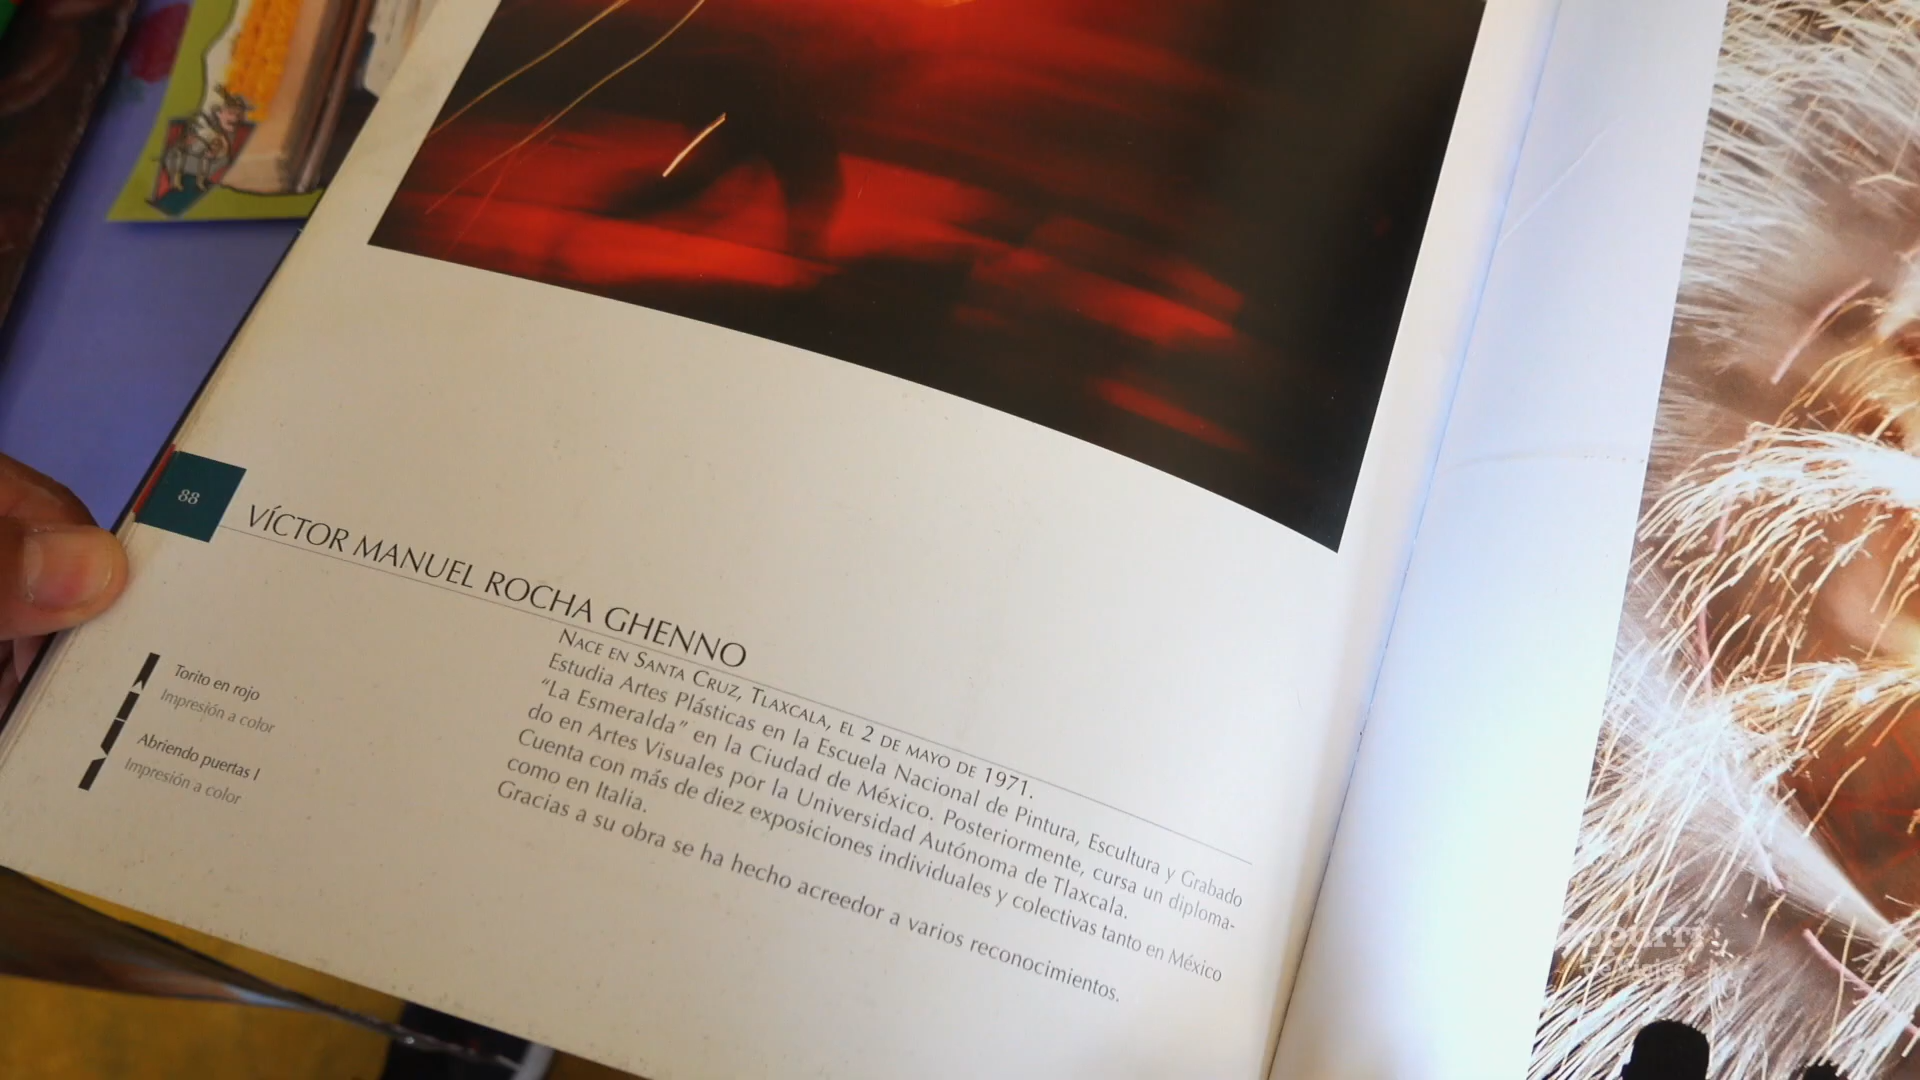 88
VÍCTOR MANUEL ROCHA GHENNO
NACE EN SANTA CRUZ, TLAXCALA, EL 2 DE MAYO DE 1971.
Estudia Artes Plásticas en la Escuela Nacional de Pintura, Escultura y Grabado
“La Esmeralda” en la Ciudad de México. Posteriormente, cursa un diploma-
do en Artes Visuales por la Universidad Autónoma de Tlaxcala.
Cuenta con más de diez exposiciones individuales y colectivas tanto en México
como en Italia.
Gracias a su obra se ha hecho acreedor a varios reconocimientos.
Torito en rojo
Impresión a color
Abriendo puertas I
Impresión a color
de viajes